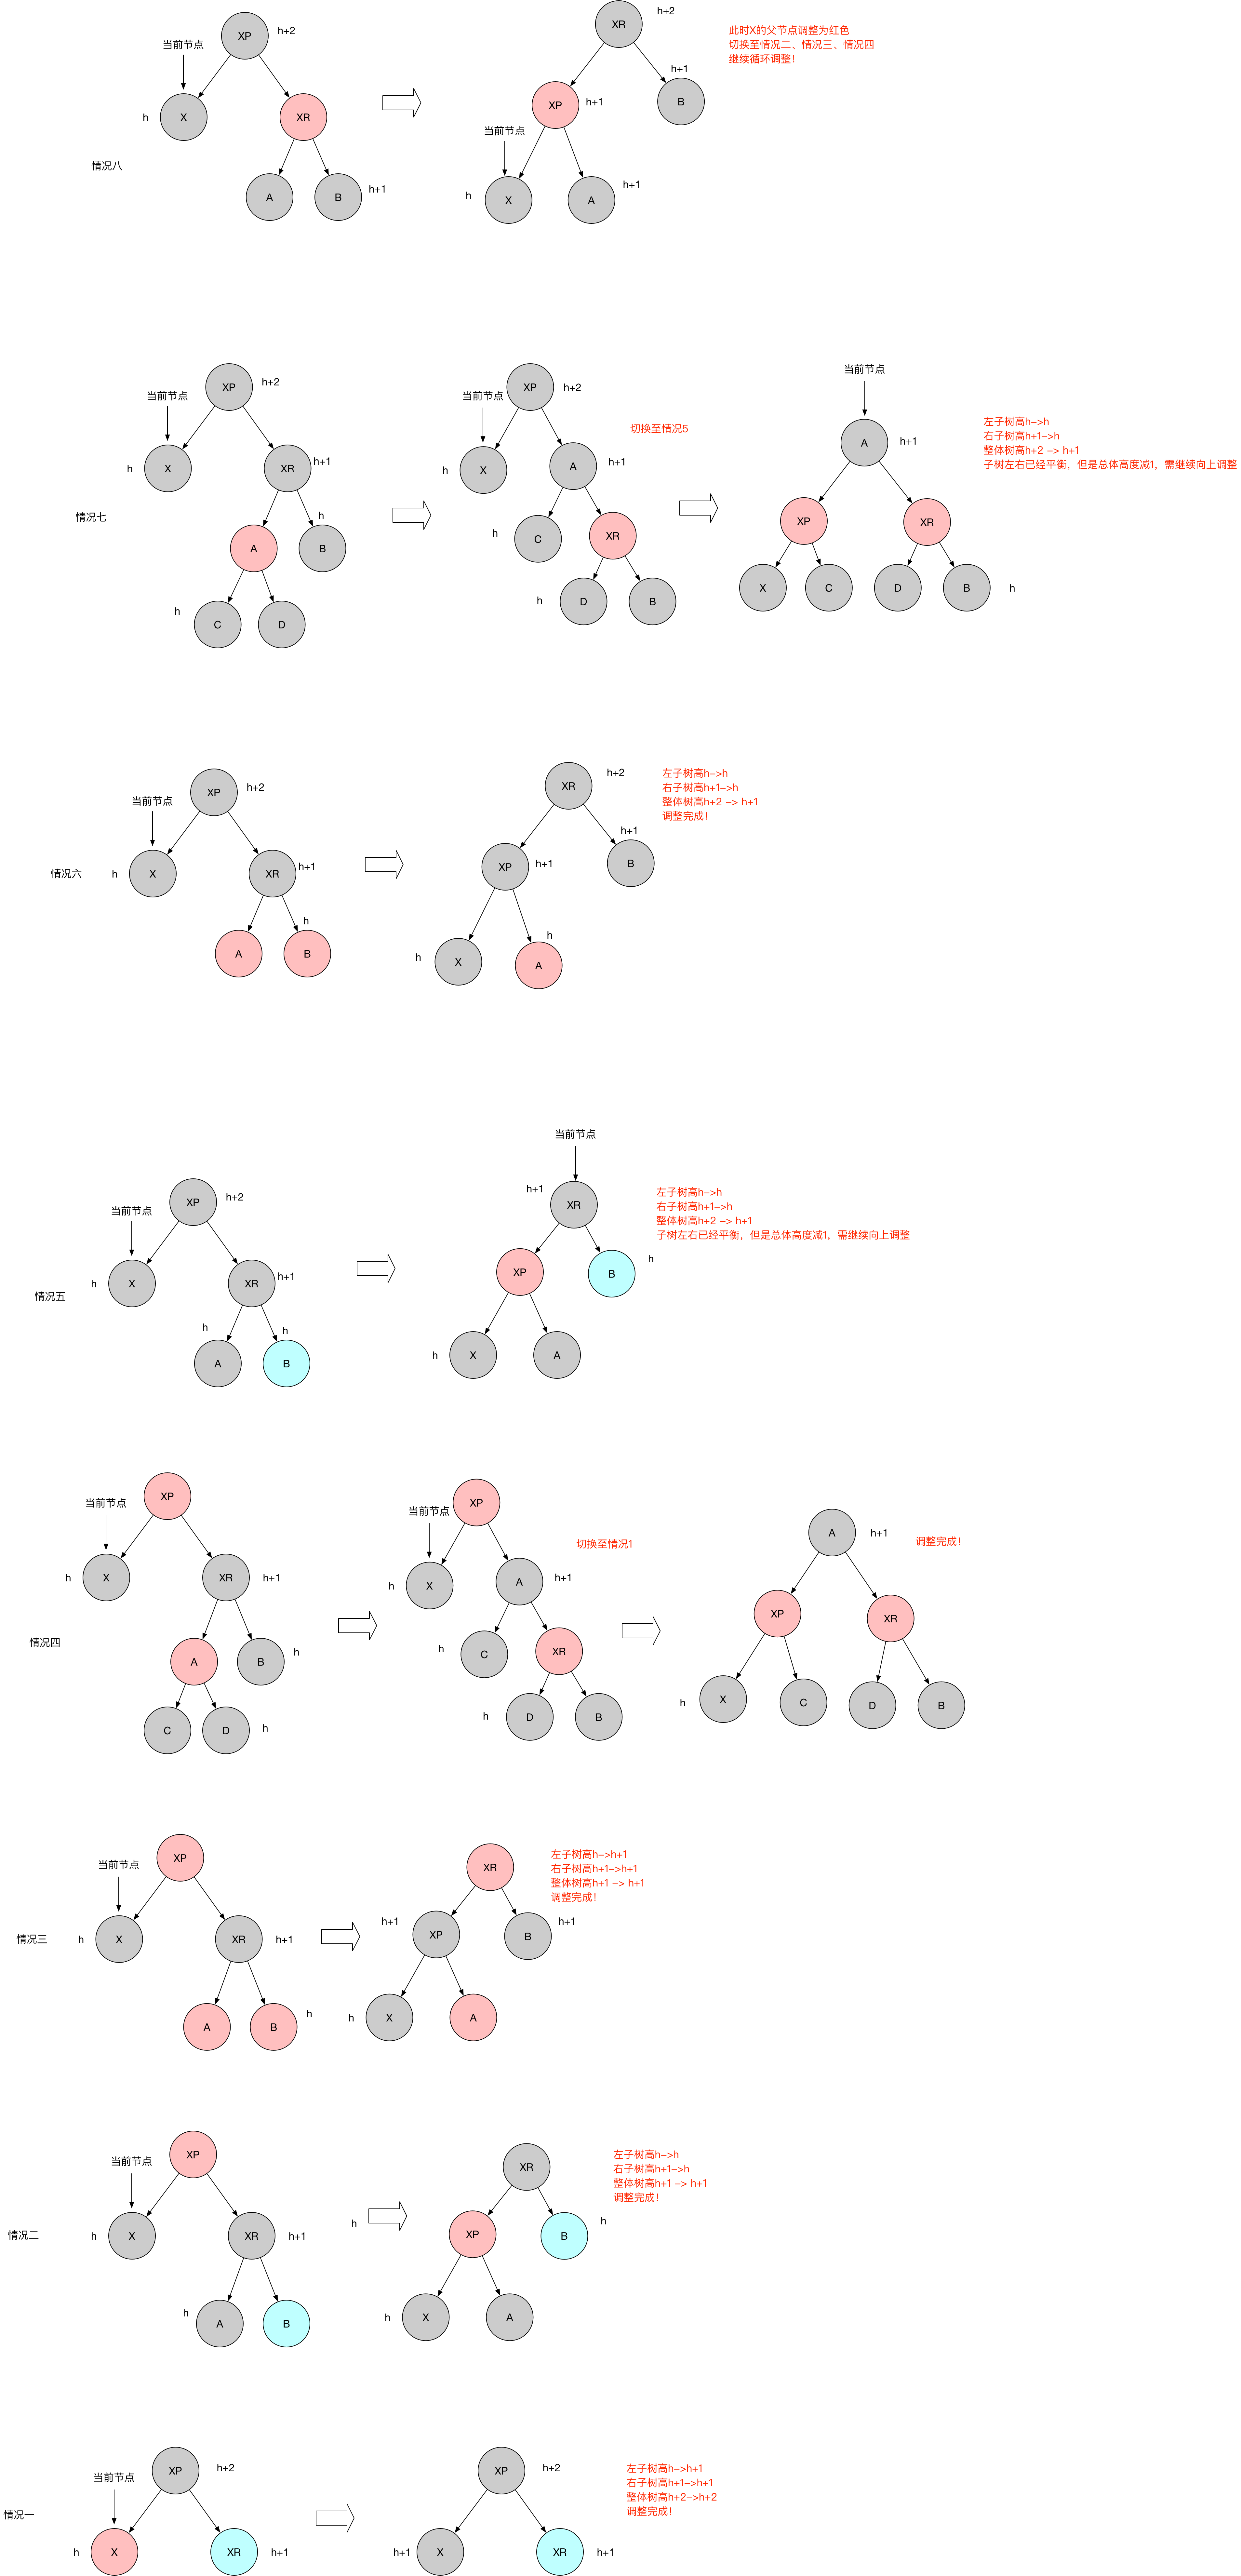 XP
h+2
当前节点
X
h
XR
A
B
h+1
情况八
XR
h+2
h+1
XP
h+1
B
当前节点
h
X
A
h+1
此时X的父节点调整为红色
切换至情况二、情况三、情况四
继续循环调整！
XP
h+2
当前节点
X
h
XR
h+1
h
A
B
h
C
D
情况七
XP
h+2
当前节点
h
X
A
h+1
h
C
XR
h
D
B
切换至情况5
当前节点
A
h+1
XP
XR
X
C
D
B
h
左子树高h->h
右子树高h+1->h
整体树高h+2 -> h+1
子树左右已经平衡，但是总体高度减1，需继续向上调整
XP
h+2
当前节点
情况六
h
X
XR
h+1
h
A
B
XR
h+2
h+1
XP
h+1
B
h
h
X
A
左子树高h->h
右子树高h+1->h
整体树高h+2 -> h+1
调整完成！
XP
h+2
当前节点
h
X
XR
h+1
情况五
h
h
A
B
当前节点
h+1
XR
XP
B
h
h
X
A
左子树高h->h
右子树高h+1->h
整体树高h+2 -> h+1
子树左右已经平衡，但是总体高度减1，需继续向上调整
XP
当前节点
h
X
XR
h+1
情况四
A
B
h
C
D
h
XP
当前节点
h
X
A
h+1
h
C
XR
h
D
B
切换至情况1
A
h+1
XP
XR
h
X
C
D
B
调整完成！
XP
当前节点
情况三
h
X
XR
h+1
A
B
h
XR
h+1
XP
B
h+1
h
X
A
左子树高h->h+1
右子树高h+1->h+1
整体树高h+1 -> h+1
调整完成！
XP
当前节点
情况二
h
X
XR
h+1
h
A
B
XR
h
XP
B
h
h
X
A
左子树高h->h
右子树高h+1->h
整体树高h+1 -> h+1
调整完成！
XP
h+2
当前节点
情况一
h
X
XR
h+1
XP
h+2
h+1
X
XR
h+1
左子树高h->h+1
右子树高h+1->h+1
整体树高h+2->h+2
调整完成！